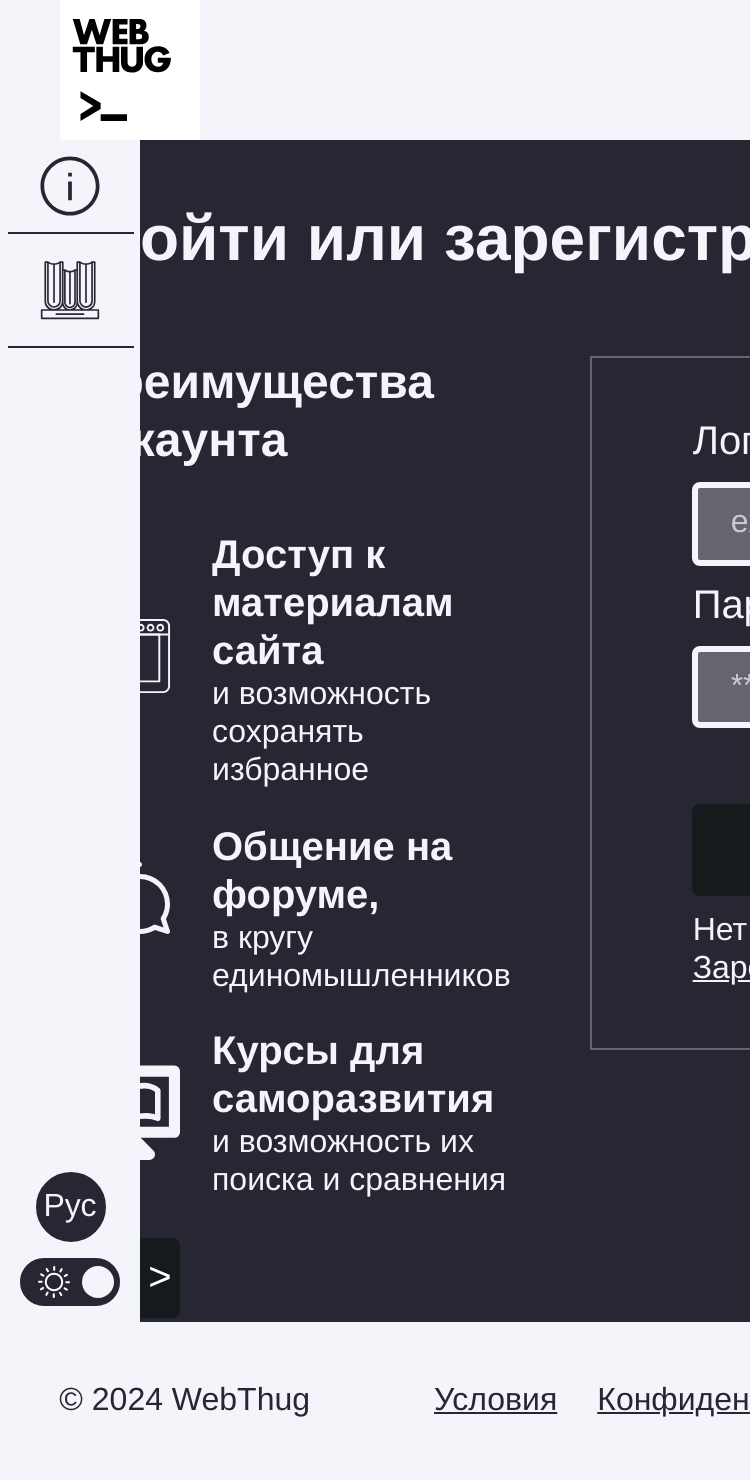 WEB
THUG
>_
ойти или зарегистр
реимущества
каунта
Доступ к
материалам
сайта
и возможность
сохранять
избранное
Общение на
форуме,
в кругу
единомышленников
Курсы для
саморазвития
и возможность их
поиска и сравнения
>
Лог
e
Пар
**
Нет
Заре
Рус
© 2024 WebThug
Условия Конфиден